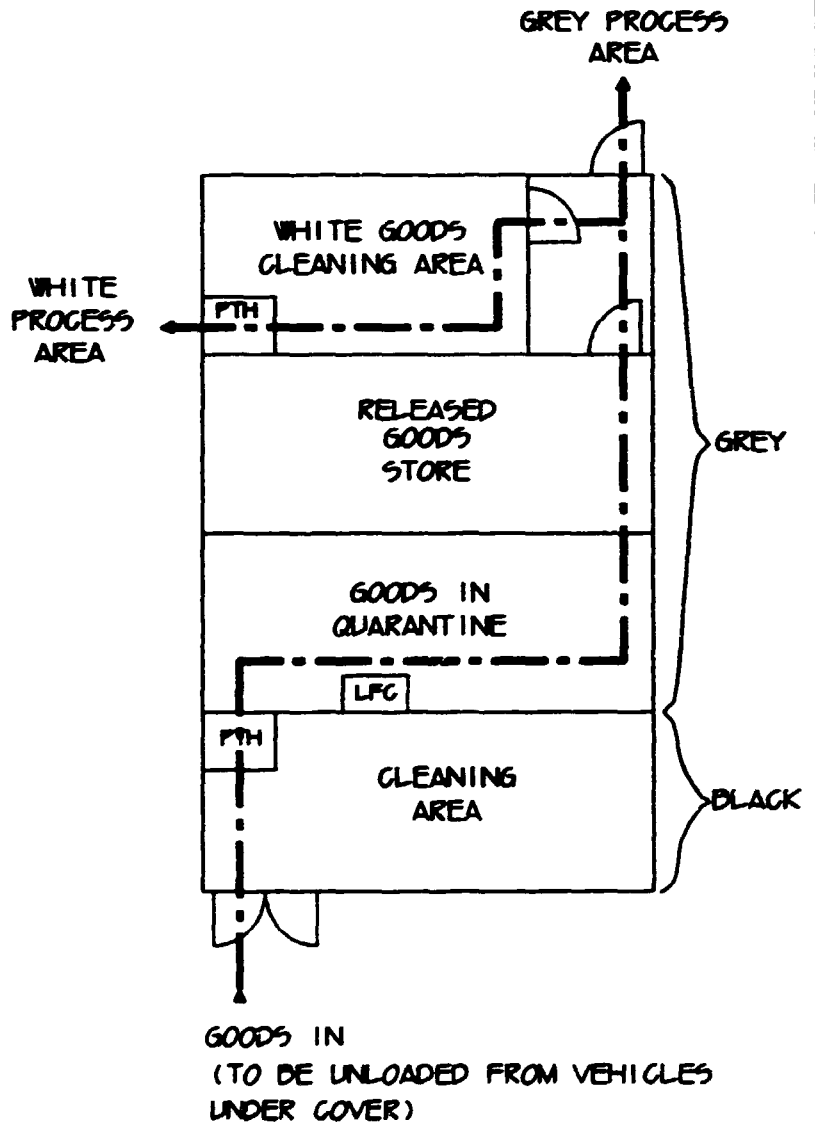 GREY PROCESS
AREA
WHITE GOODS
CLEANING AREA
WHITE
PROCESS
AREA
PTH
RELEASED
GOODS
STORE
GREY
GOODS IN
QUARANTINE
LFC
PTH
CLEANING
AREA
BLACK
GOODS IN
(TO BE UNLOADED FROM VEHICLES
UNDER COVER)